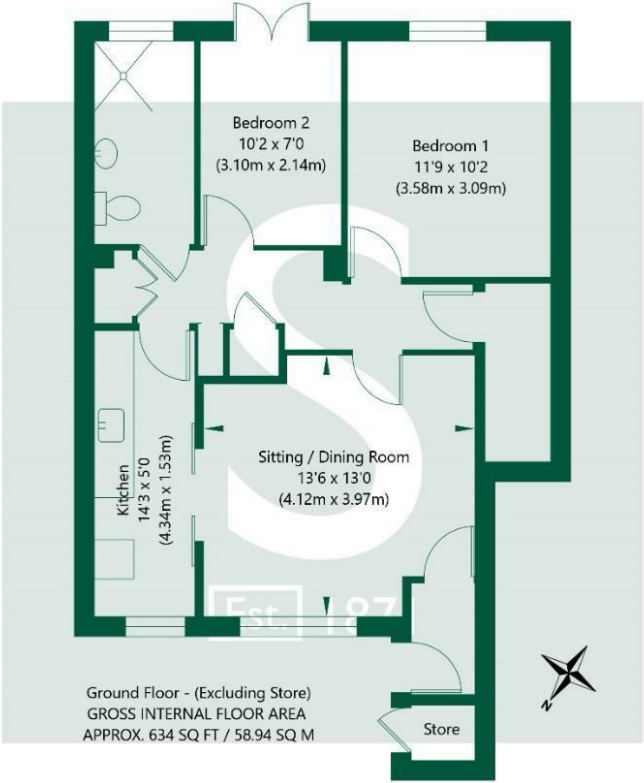 Bedroom 2
10'2 x 7'0
(3.10m x 2.14m)
Bedroom 1
11'9 x 10'2
(3.58m x 3.09m)
Kitchen
14'3 x 5'0
(4.34m x 1.53m)
Sitting / Dining Room
13'6 x 13'0
(4.12m x 3.97m)
S
Est. 187
Ground Floor - (Excluding Store)
GROSS INTERNAL FLOOR AREA
APPROX. 634 SQ FT / 58.94 SQ M
Store
N